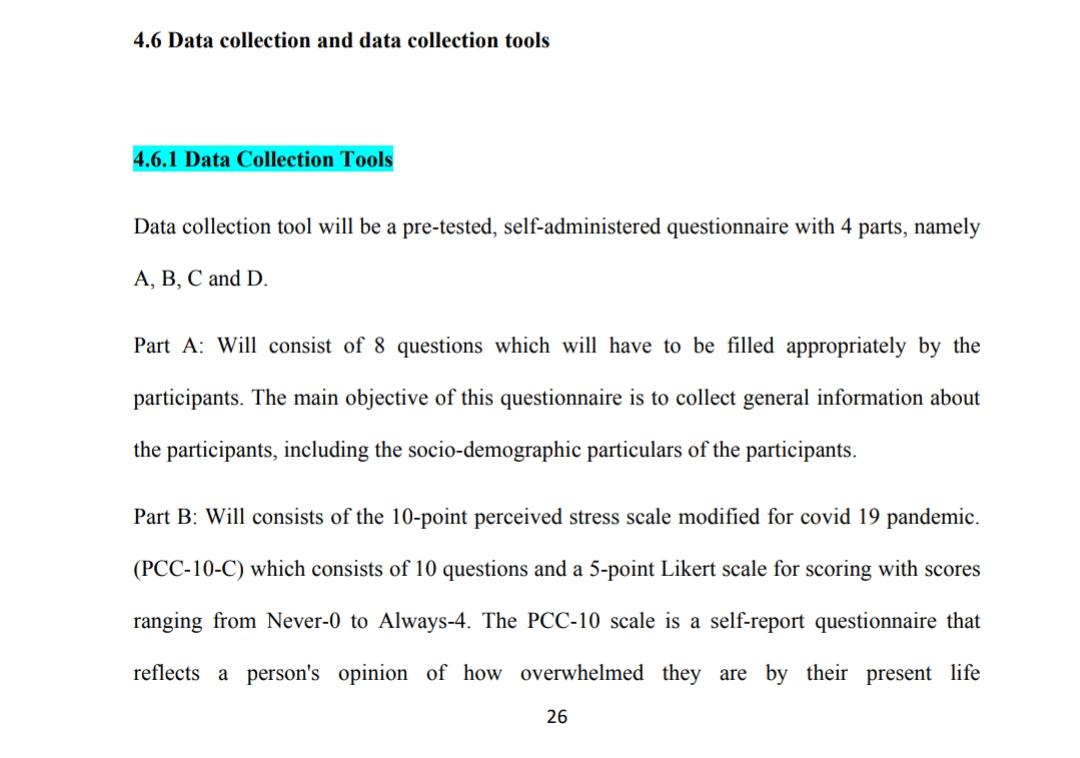 4.6 Data collection and data collection tools
4.6.1 Data Collection Tools
Data collection tool will be a pre-tested, self-administered questionnaire with 4 parts, namely
A, B, C and D.
Part A: Will consist of 8 questions which will have to be filled appropriately by the
participants. The main objective of this questionnaire is to collect general information about
the participants, including the socio-demographic particulars of the participants.
Part B: Will consists of the 10-point perceived stress scale modified for covid 19 pandemic.
(PCC-10-C) which consists of 10 questions and a 5-point Likert scale for scoring with scores
ranging from Never-0 to Always-4. The PCC-10 scale is a self-report questionnaire that
reflects a person's opinion of how overwhelmed they are by their present life
26